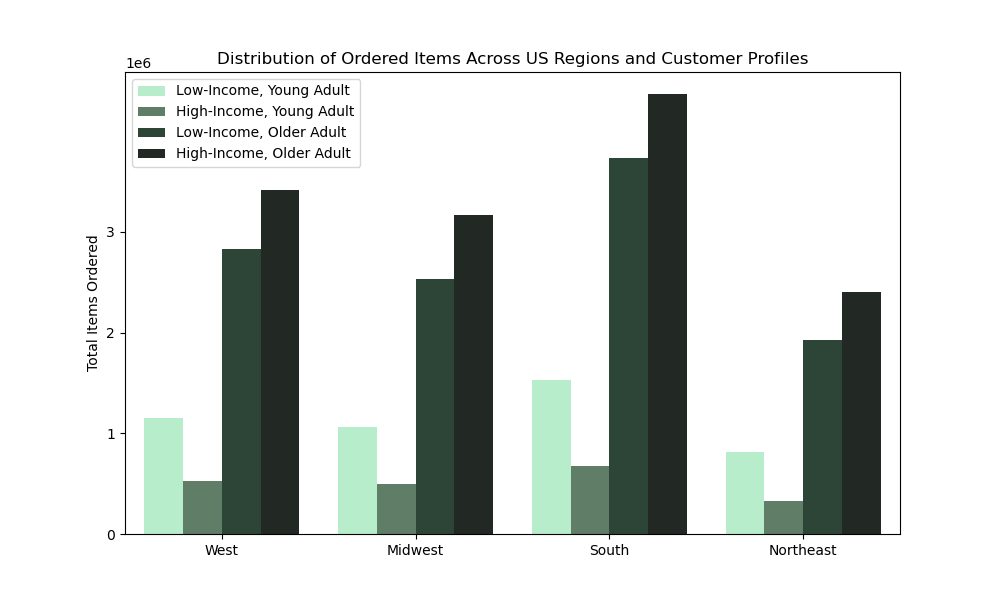 Distribution of Ordered Items Across US Regions and Customer Profiles
1e6
Low-Income, Young Adult
High-Income, Young Adult
Low-Income, Older Adult
High-Income, Older Adult
Total Items Ordered
3
2
1
0
West
Midwest
South
Northeast